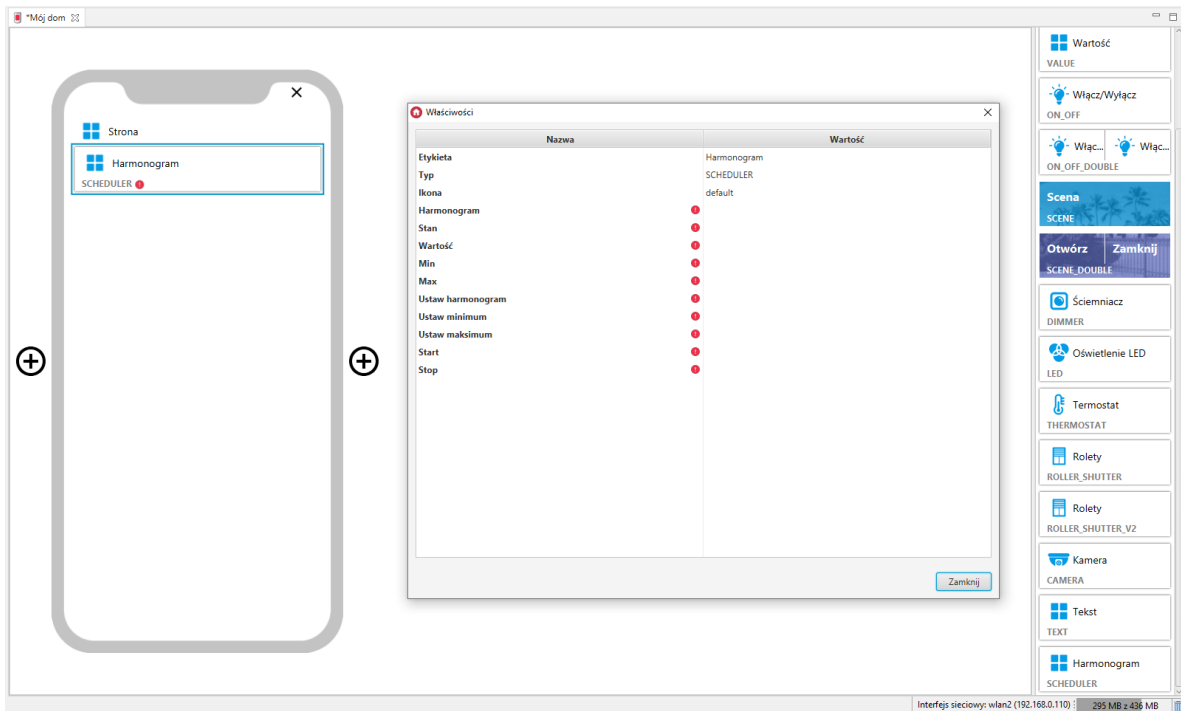 *Mój dom
Strona
Harmonogram
SCHEDULER
Właściwości
Nazwa Wartość
Etykieta Harmonogram
Typ SCHEDULER
Ikona default
Harmonogram
Stan
Wartość
Min
Max
Ustaw harmonogram
Ustaw minimum
Ustaw maksimum
Start
Stop
Zamknij
Wartość
VALUE
Włącz/Wyłącz
ON_OFF
Włąc... Włąc...
ON_OFF_DOUBLE
Scena
SCENE
Otwórz Zamknij
SCENE_DOUBLE
Ściemniacz
DIMMER
Oświetlenie LED
LED
Termostat
THERMOSTAT
Rolety
ROLLER_SHUTTER
Rolety
ROLLER_SHUTTER_V2
Kamera
CAMERA
Tekst
TEXT
Harmonogram
SCHEDULER
Interfejs sieciowy: wlan2 (192.168.0.110) 295 MB z 436 MB